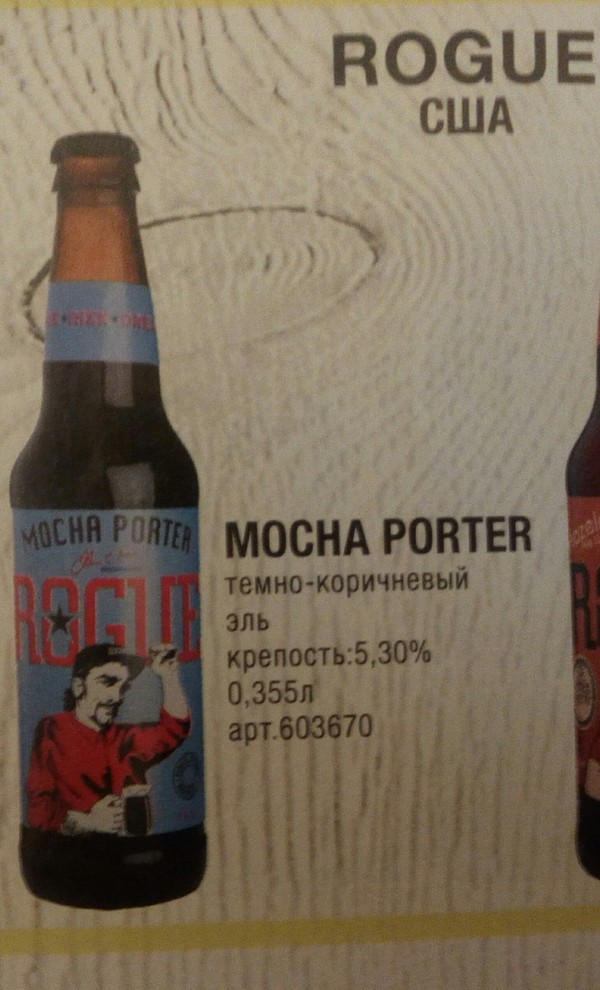 ROGUE
США
MOCHA PORTER
ROGUE
MOCHA PORTER
темно-коричневый
эль
крепость:5,30%
0,355л
арт.603670